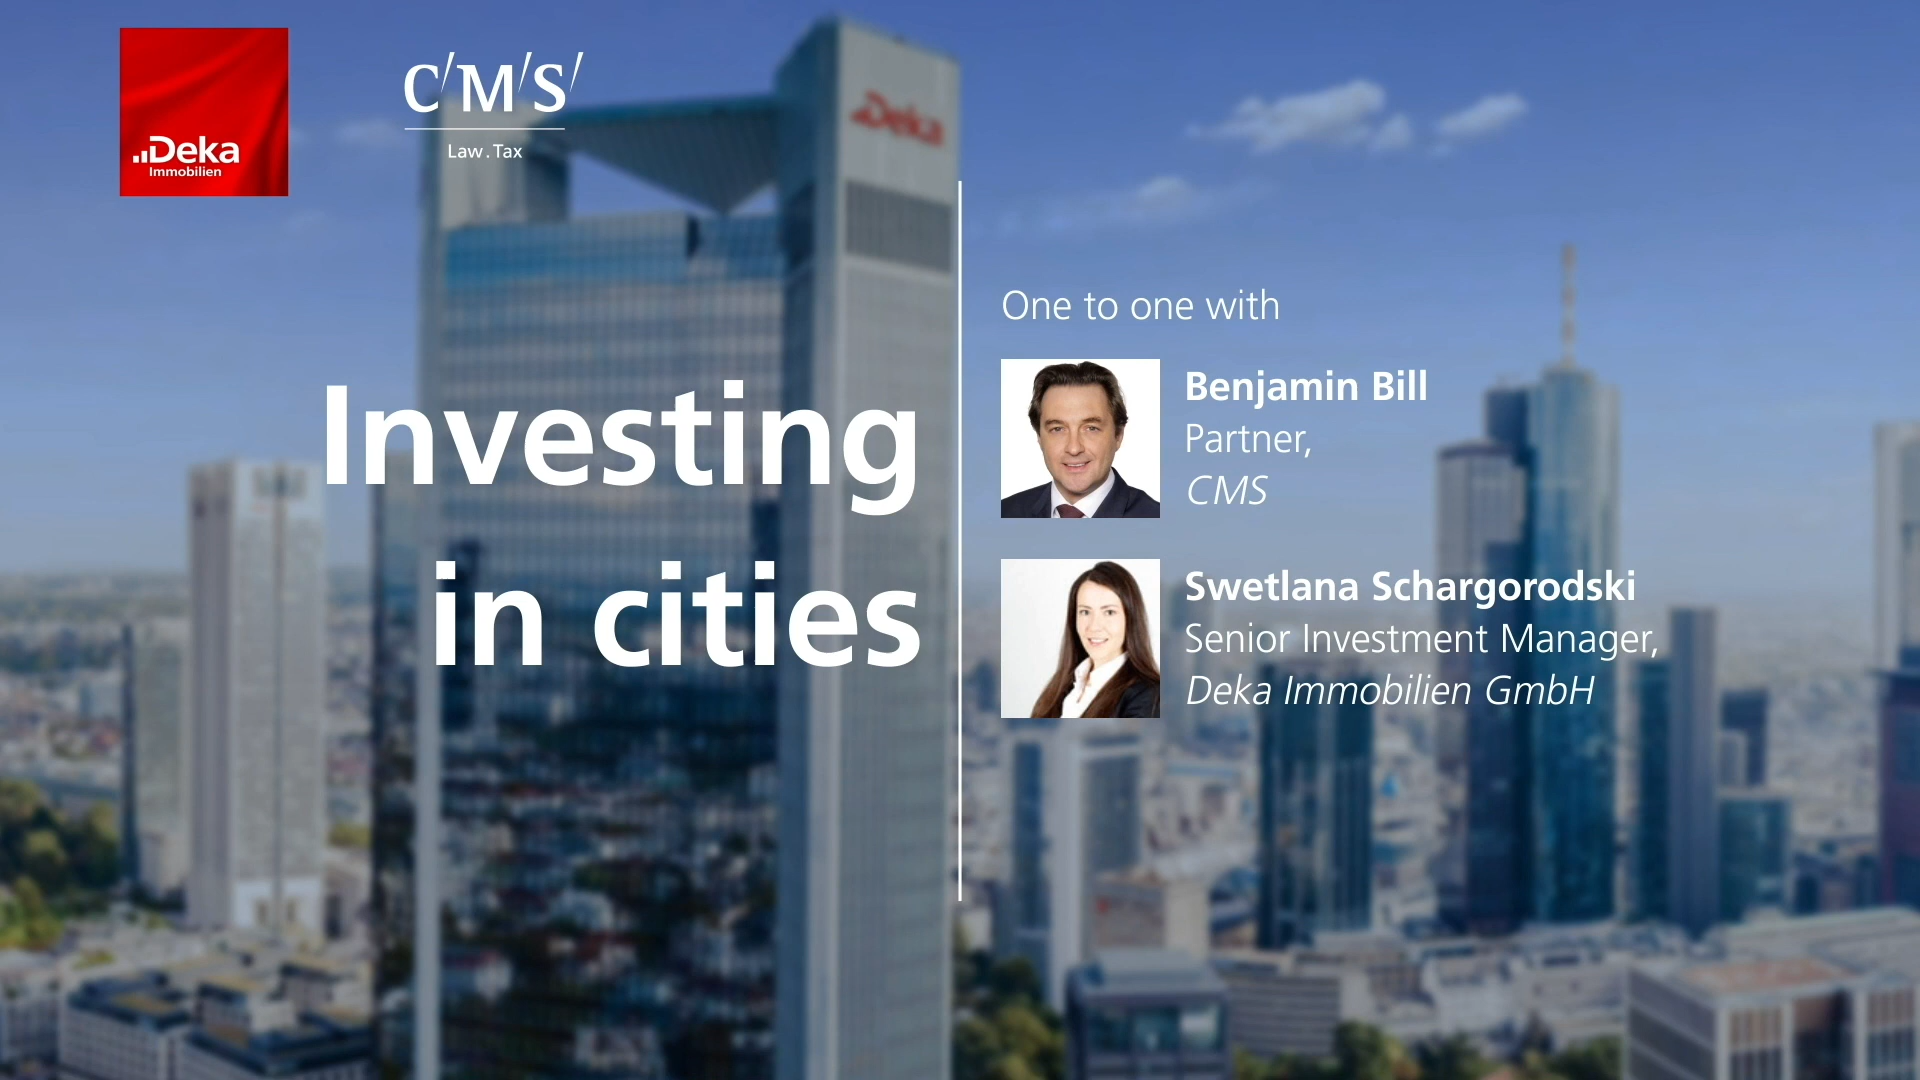 Deka
Immobilien
C/M/S/
Law.Tax
Deka
Investing
in cities
One to one with
Benjamin Bill
Partner,
CMS
Swetlana Schargorodski
Senior Investment Manager,
Deka Immobilien GmbH